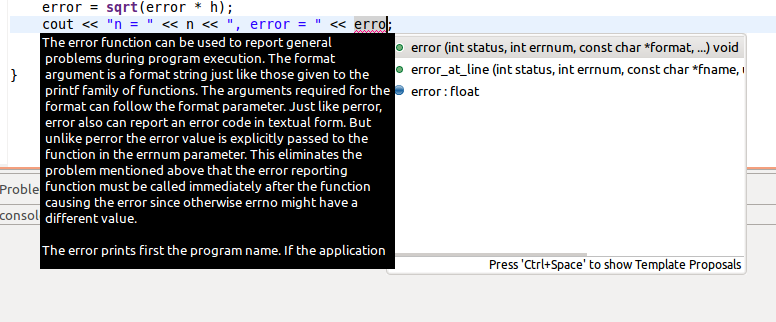 error = sqrt(error * h);
cout << "n = " << n << ", error = " << erro;
}
The error function can be used to report general
problems during program execution. The format
argument is a format string just like those given to the
printf family of functions. The arguments required for the
format can follow the format parameter. Just like perror,
error also can report an error code in textual form. But
unlike perror the error value is explicitly passed to the
function in the errnum parameter. This eliminates the
problem mentioned above that the error reporting
function must be called immediately after the function
causing the error since otherwise errno might have a
different value.
The error prints first the program name. If the application
error (int status, int errnum, const char *format, ...) void
error_at_line (int status, int errnum, const char *fname,
error : float
Press 'Ctrl+Space' to show Template Proposals
Proble
console